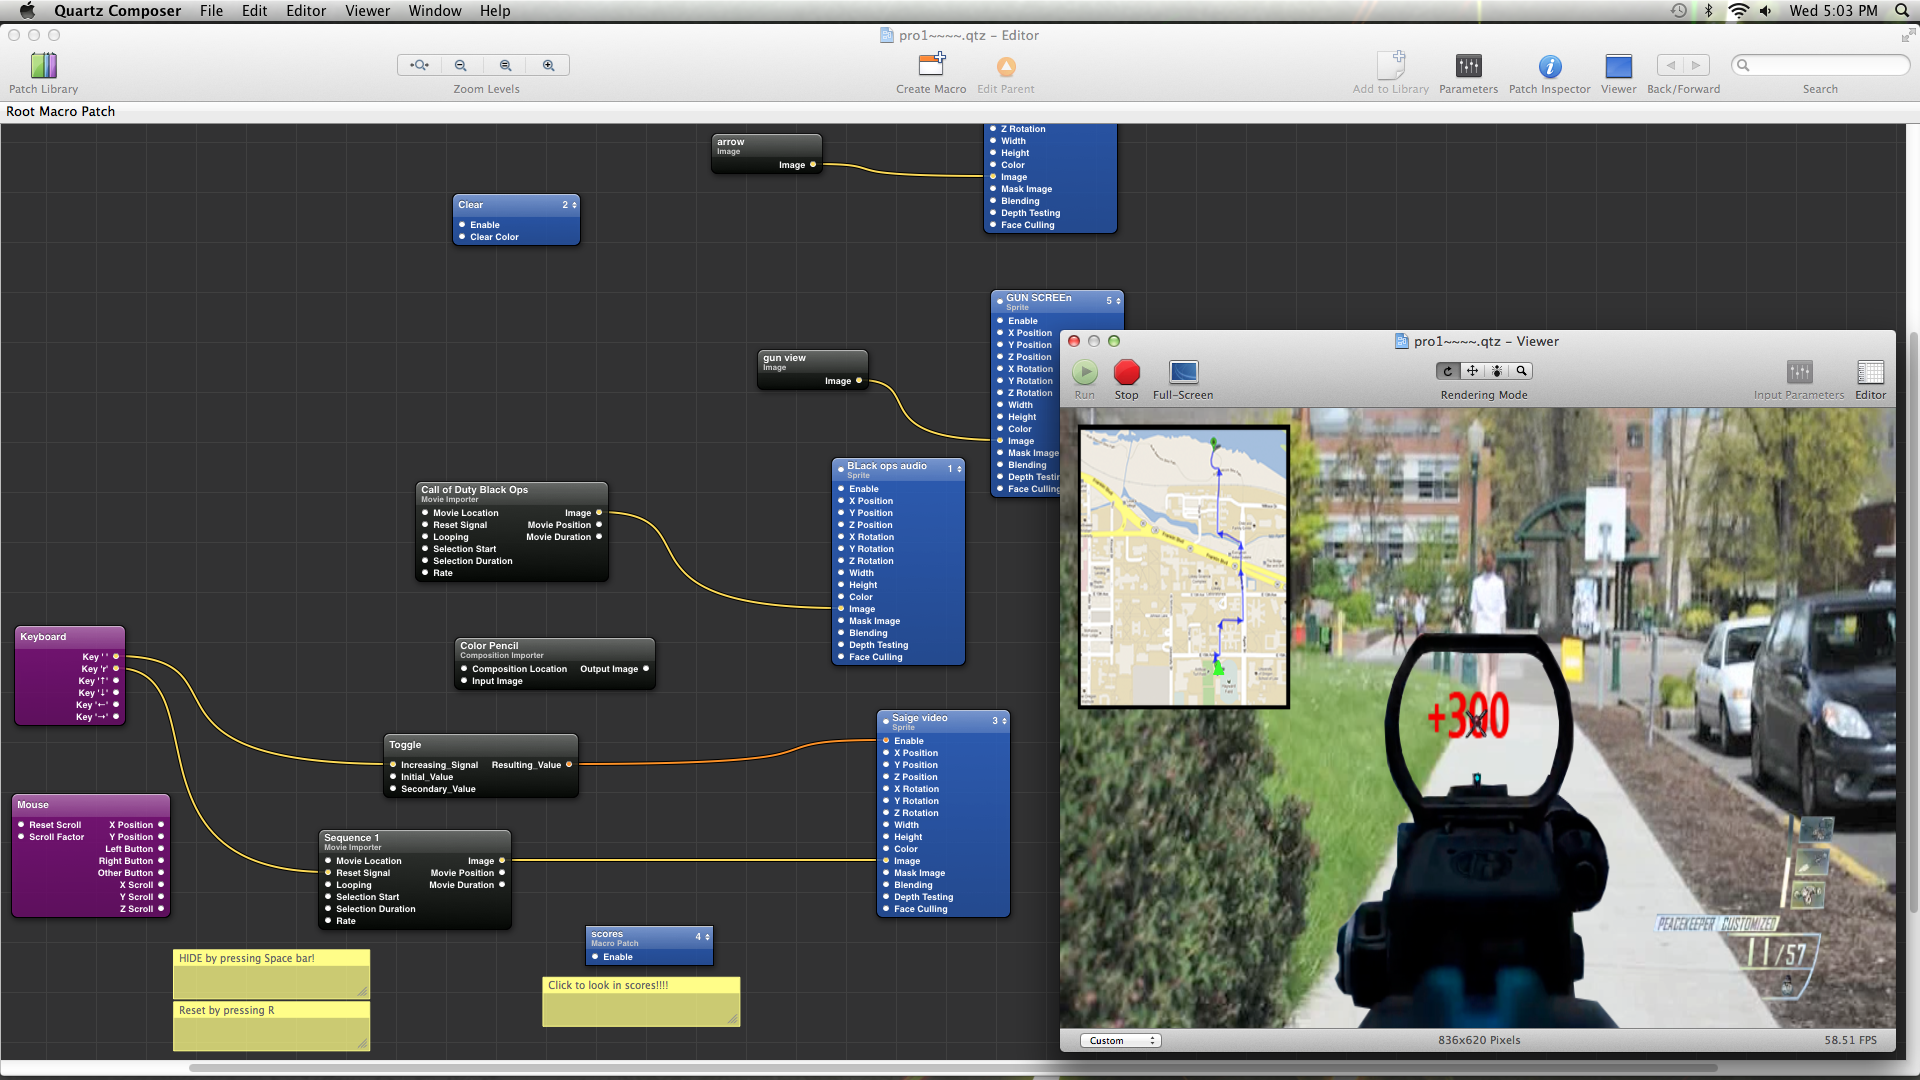 Quartz Composer File Edit Editor Viewer Window Help Wed 5:03 PM
pro1~~~~.qtz – Editor
Patch Library Zoom Levels Create Macro Edit Parent Add to Library Parameters Patch Inspector Viewer Back/Forward Search
Root Macro Patch
arrow
Image
Image
Z Rotation
Width
Height
Color
Image
Mask Image
Blending
Depth Testing
Face Culling
Clear 2
Enable
Clear Color
GUN SCREEn 5
Sprite
Enable
X Position
Y Position
Z Position
X Rotation
Y Rotation
Z Rotation
Width
Height
Color
Image
Mask Image
Blending
Depth Testin
Face Culling
gun view
Image
Image
Call of Duty Black Ops
Movie Importer
Movie Location Image
Reset Signal Movie Position
Looping Movie Duration
Selection Start
Selection Duration
Rate
BLack ops audio 1
Sprite
Enable
X Position
Y Position
Z Position
X Rotation
Y Rotation
Z Rotation
Width
Height
Color
Image
Mask Image
Blending
Depth Testing
Face Culling
Keyboard
Key ' '
Key 'r'
Key '↑'
Key '↓'
Key '←'
Key '→'
Color Pencil
Composition Importer
Composition Location Output Image
Input Image
Toggle
Increasing_Signal Resulting_Value
Initial_Value
Secondary_Value
Saige video 3
Sprite
Enable
X Position
Y Position
Z Position
X Rotation
Y Rotation
Z Rotation
Width
Height
Color
Image
Mask Image
Blending
Depth Testing
Face Culling
Mouse
Reset Scroll X Position
Scroll Factor Y Position
Left Button
Right Button
Other Button
X Scroll
Y Scroll
Z Scroll
Sequence 1
Movie Importer
Movie Location Image
Reset Signal Movie Position
Looping Movie Duration
Selection Start
Selection Duration
Rate
scores 4
Macro Patch
Enable
HIDE by pressing Space bar!
Reset by pressing R
Click to look in scores!!!!
pro1~~~~.qtz – Viewer
Run Stop Full-Screen Rendering Mode Input Parameters Editor
Franklin Blvd
Franklin Blvd
+300
PEACEKEEPER CUSTOMIZED
11/57
Custom 836x620 Pixels 58.51 FPS